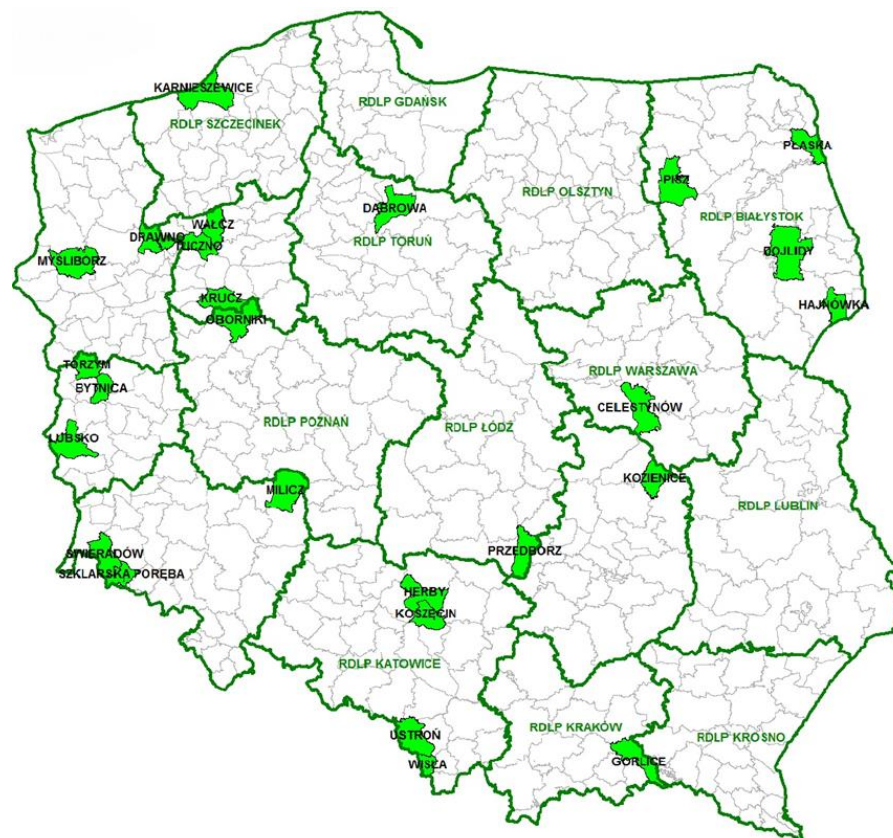 KARNIESZEWICE
RDLP GDAŃSK
RDLP SZCZECINEK
PŁASKA
PISZ
RDLP OLSZTYN
DĄBROWA
RDLP BIAŁYSTOK
WAŁCZ
DRAWNO
TUCZNO
RDLP TORUŃ
DOJLIDY
MYŚLIBÓRZ
KRUCZ
HAJNÓWKA
OBORNIKI
TORZYM
RDLP WARSZAWA
BYTNICA
CELESTYNÓW
RDLP POZNAŃ
RDLP ŁÓDŹ
LUBSKO
KOZIENICE
MILICZ
RDLP LUBLIN
ŚWIERADÓW
PRZEDBÓRZ
SZKLARSKA PORĘBA
HERBY
KOSZĘCIN
RDLP KATOWICE
RDLP KRAKÓW
USTROŃ
RDLP KROSNO
WISŁA
GORLICE